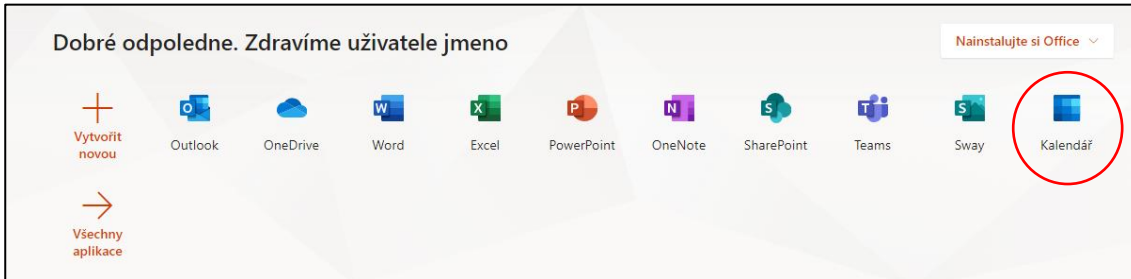 Dobré odpoledne. Zdravíme uživatele jmeno
Nainstalujte si Office
Vytvořit
novou
Outlook
OneDrive
Word
Excel
PowerPoint
OneNote
SharePoint
Teams
Sway
Kalendář
Všechny
aplikace